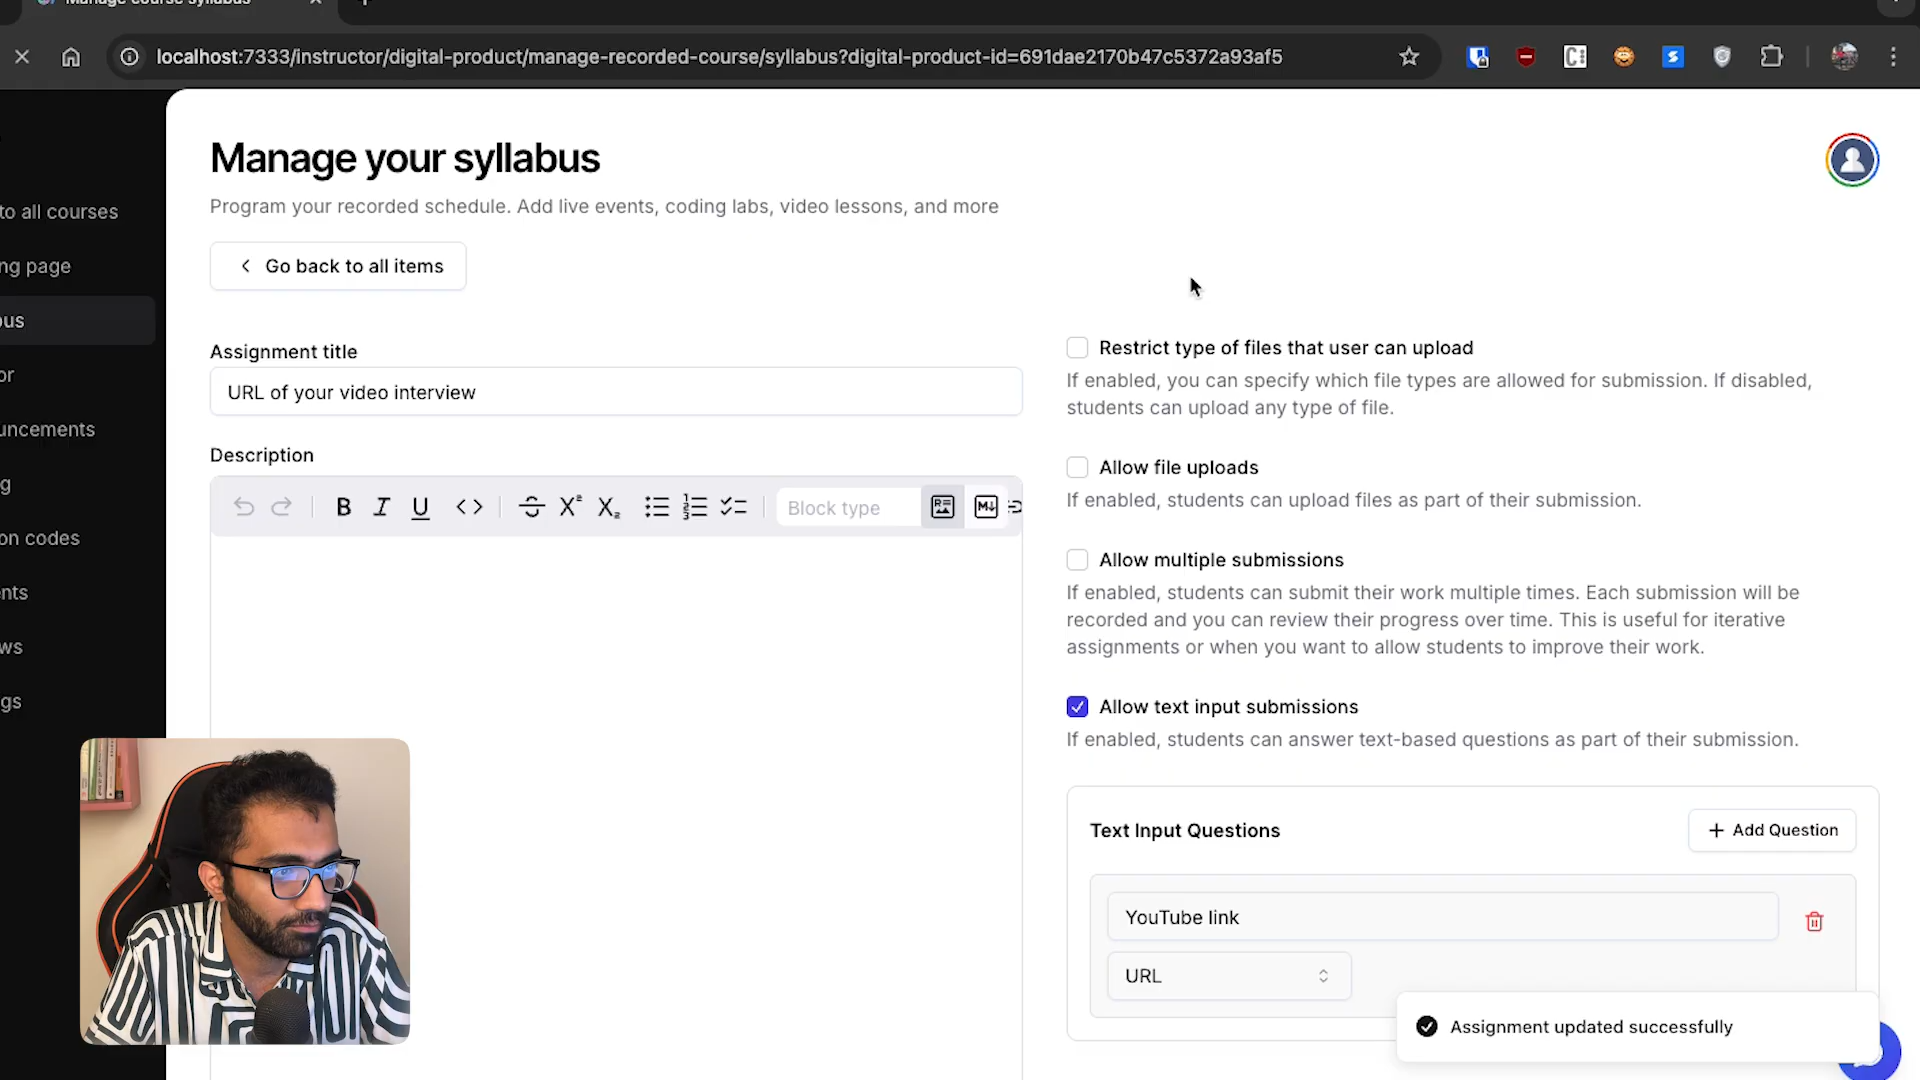 Manage course syllabus
localhost:7333/instructor/digital-product/manage-recorded-course/syllabus?digital-product-id=691dae2170b47c5372a93af5
Manage your syllabus
Program your recorded schedule. Add live events, coding labs, video lessons, and more
to all courses
ng page
us
or
uncements
g
on codes
nts
ws
gs
Go back to all items
Assignment title
URL of your video interview
Description
B I U <> S X² X₂
Block type
M↓
Restrict type of files that user can upload
If enabled, you can specify which file types are allowed for submission. If disabled,
students can upload any type of file.
Allow file uploads
If enabled, students can upload files as part of their submission.
Allow multiple submissions
If enabled, students can submit their work multiple times. Each submission will be
recorded and you can review their progress over time. This is useful for iterative
assignments or when you want to allow students to improve their work.
Allow text input submissions
If enabled, students can answer text-based questions as part of their submission.
Text Input Questions
+ Add Question
YouTube link
URL
Assignment updated successfully